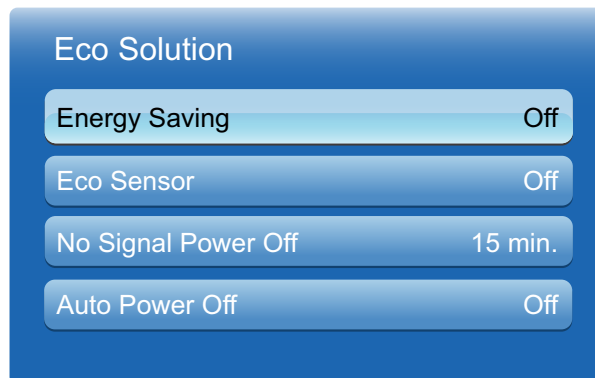 Eco Solution
Energy Saving Off
Eco Sensor Off
No Signal Power Off 15 min.
Auto Power Off Off